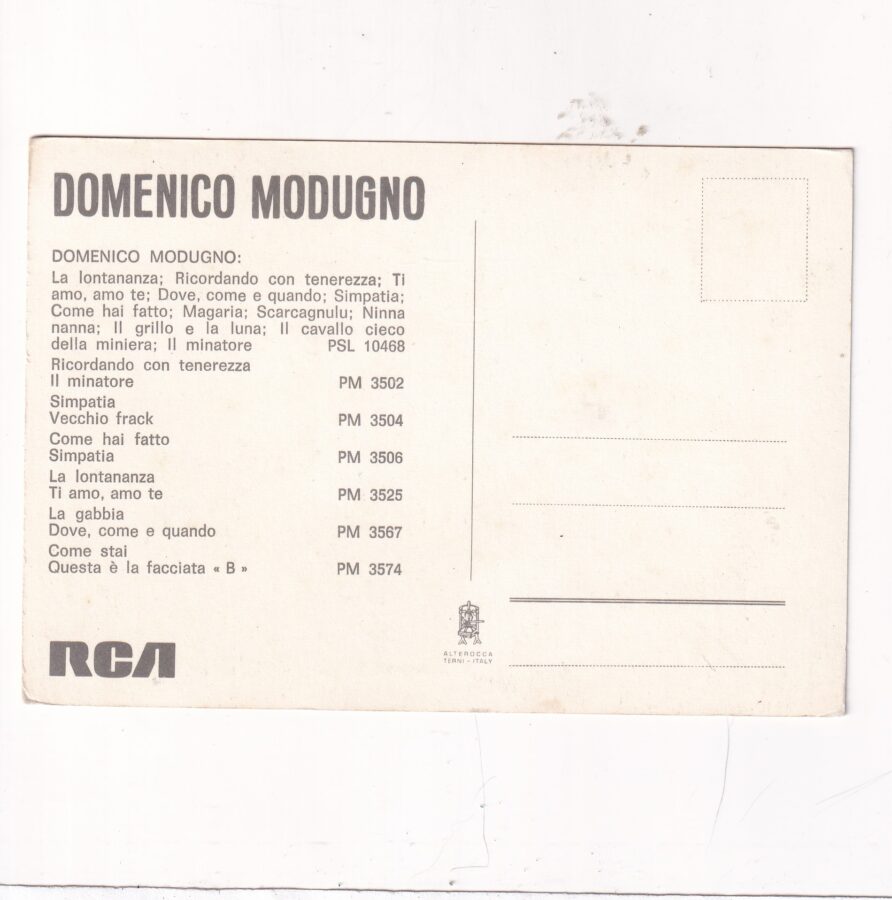 DOMENICO MODUGNO
DOMENICO MODUGNO:
La lontananza; Ricordando con tenerezza; Ti
amo, amo te; Dove, come e quando; Simpatia;
Come hai fatto; Magaria; Scarcagnulu; Ninna
nanna; Il grillo e la luna; Il cavallo cieco
della miniera; Il minatore PSL 10468
Ricordando con tenerezza
Il minatore PM 3502
Simpatia
Vecchio frack PM 3504
Come hai fatto
Simpatia PM 3506
La lontananza
Ti amo, amo te PM 3525
La gabbia
Dove, come e quando PM 3567
Come stai
Questa è la facciata « B » PM 3574
RCA
ALTEROCCA
TERNI - ITALY